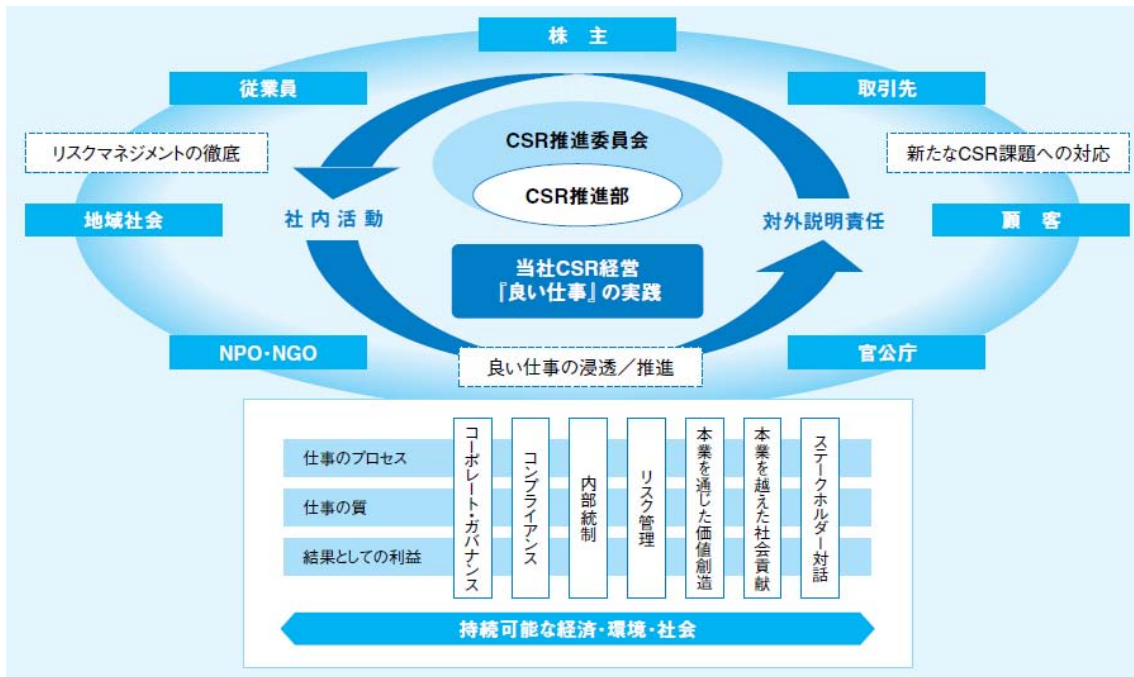 株 主
従業員
取引先
リスクマネジメントの徹底
CSR推進委員会
新たなCSR課題への対応
CSR推進部
地域社会
社内活動
対外説明責任
顧 客
当社CSR経営
『良い仕事』の実践
NPO・NGO
官公庁
良い仕事の浸透／推進
仕事のプロセス
仕事の質
結果としての利益
コーポレート・ガバナンス
コンプライアンス
内部統制
リスク管理
本業を通じた価値創造
本業を越えた社会貢献
ステークホルダー対話
持続可能な経済・環境・社会